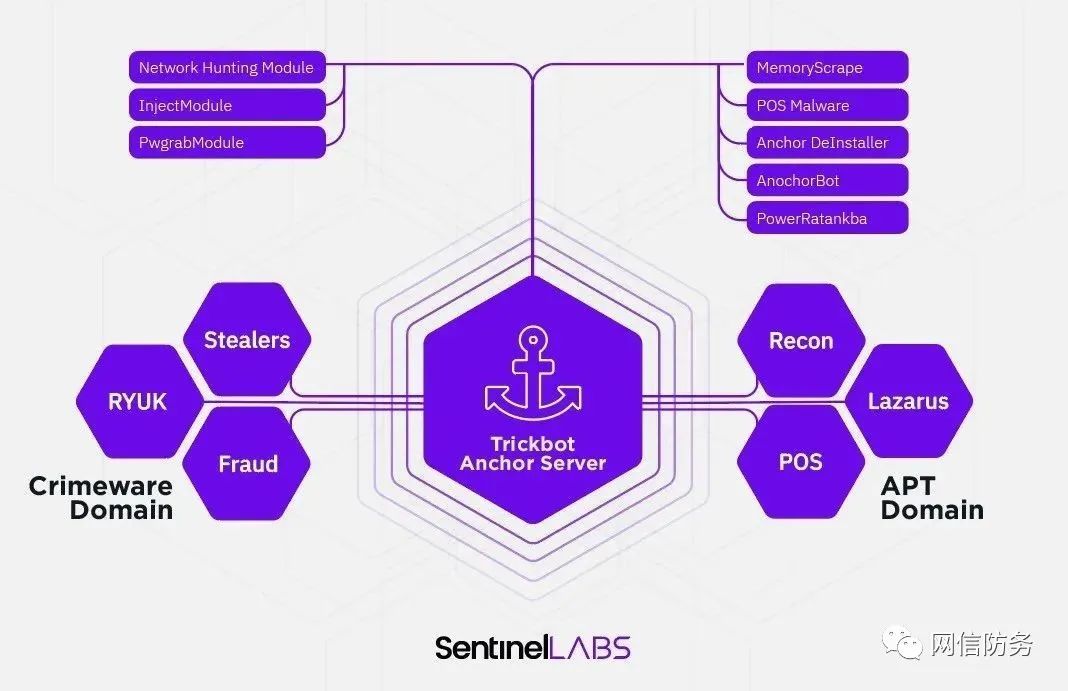 Network Hunting Module
InjectModule
PwgrabModule
MemoryScrape
POS Malware
Anchor DeInstaller
AnochorBot
PowerRatankba
Stealers
RYUK
Fraud
Crimeware
Domain
Trickbot
Anchor Server
Recon
Lazarus
POS
APT
Domain
SentinelLABS
网信防务